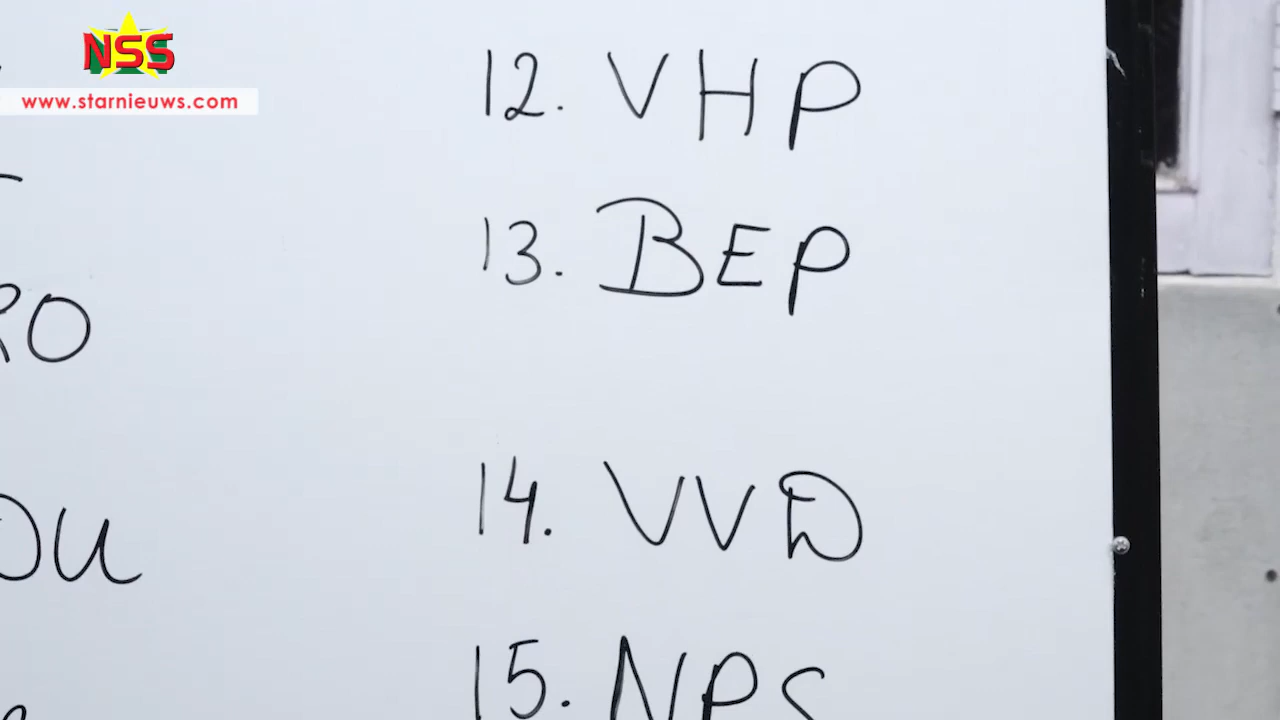 NSS
www.starnieuws.com
12. VHP
13. BEP
14. VVD
15. NPS